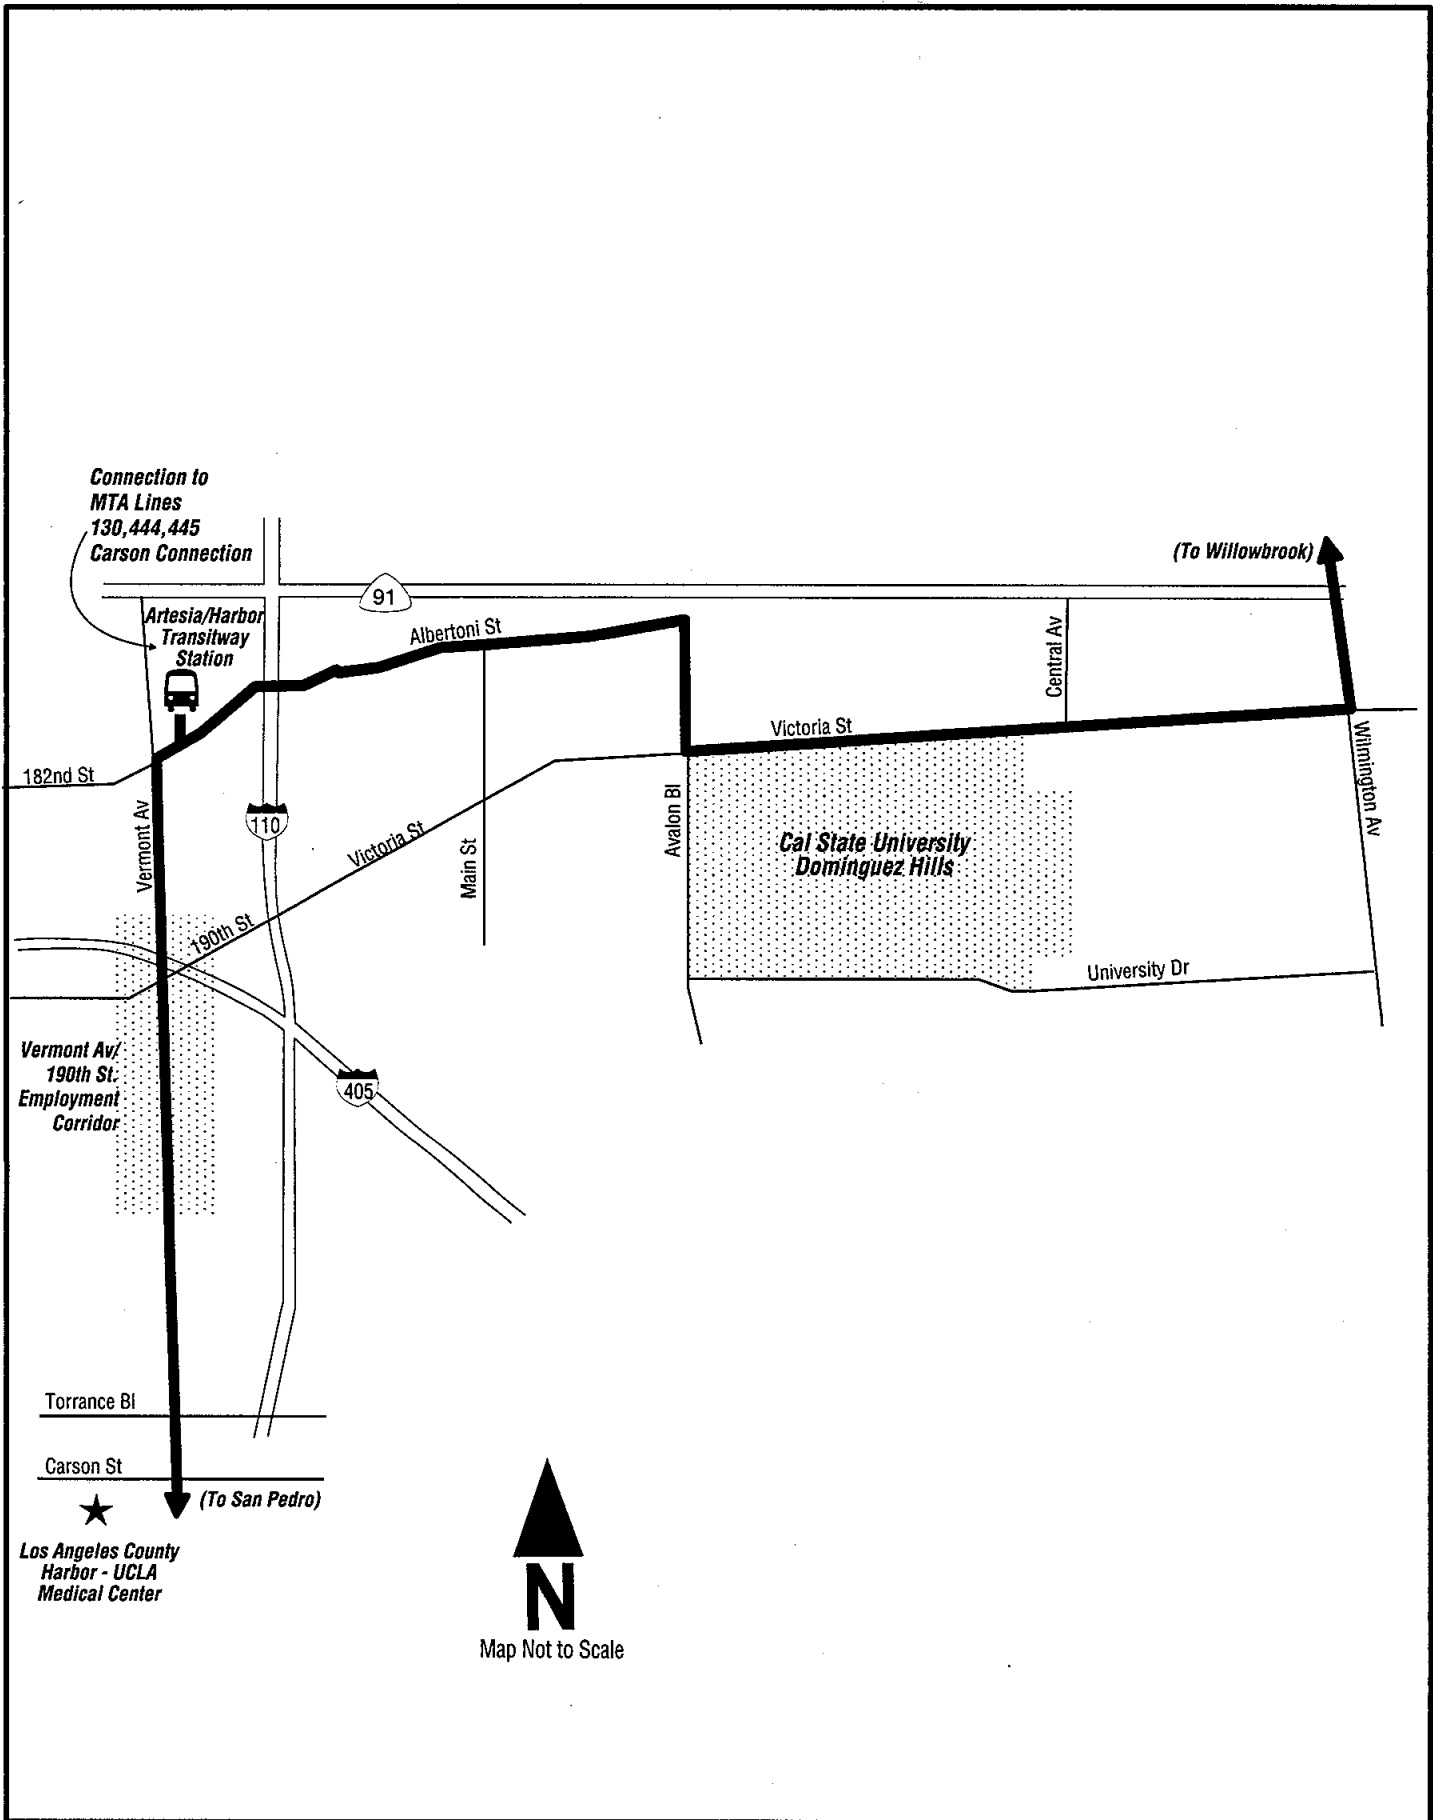 Connection to
MTA Lines
130,444,445
Carson Connection
(To Willowbrook)
91
Artesia/Harbor
Transitway
Station
Albertoni St
Central Av
Victoria St
182nd St
Vermont Av
110
Victoria St
Main St
Avalon Bl
Wilmington Av
Cal State University
Dominguez Hills
190th St
University Dr
Vermont Av/
190th St.
Employment
Corridor
405
Torrance Bl
Carson St
(To San Pedro)
Los Angeles County
Harbor - UCLA
Medical Center
N
Map Not to Scale